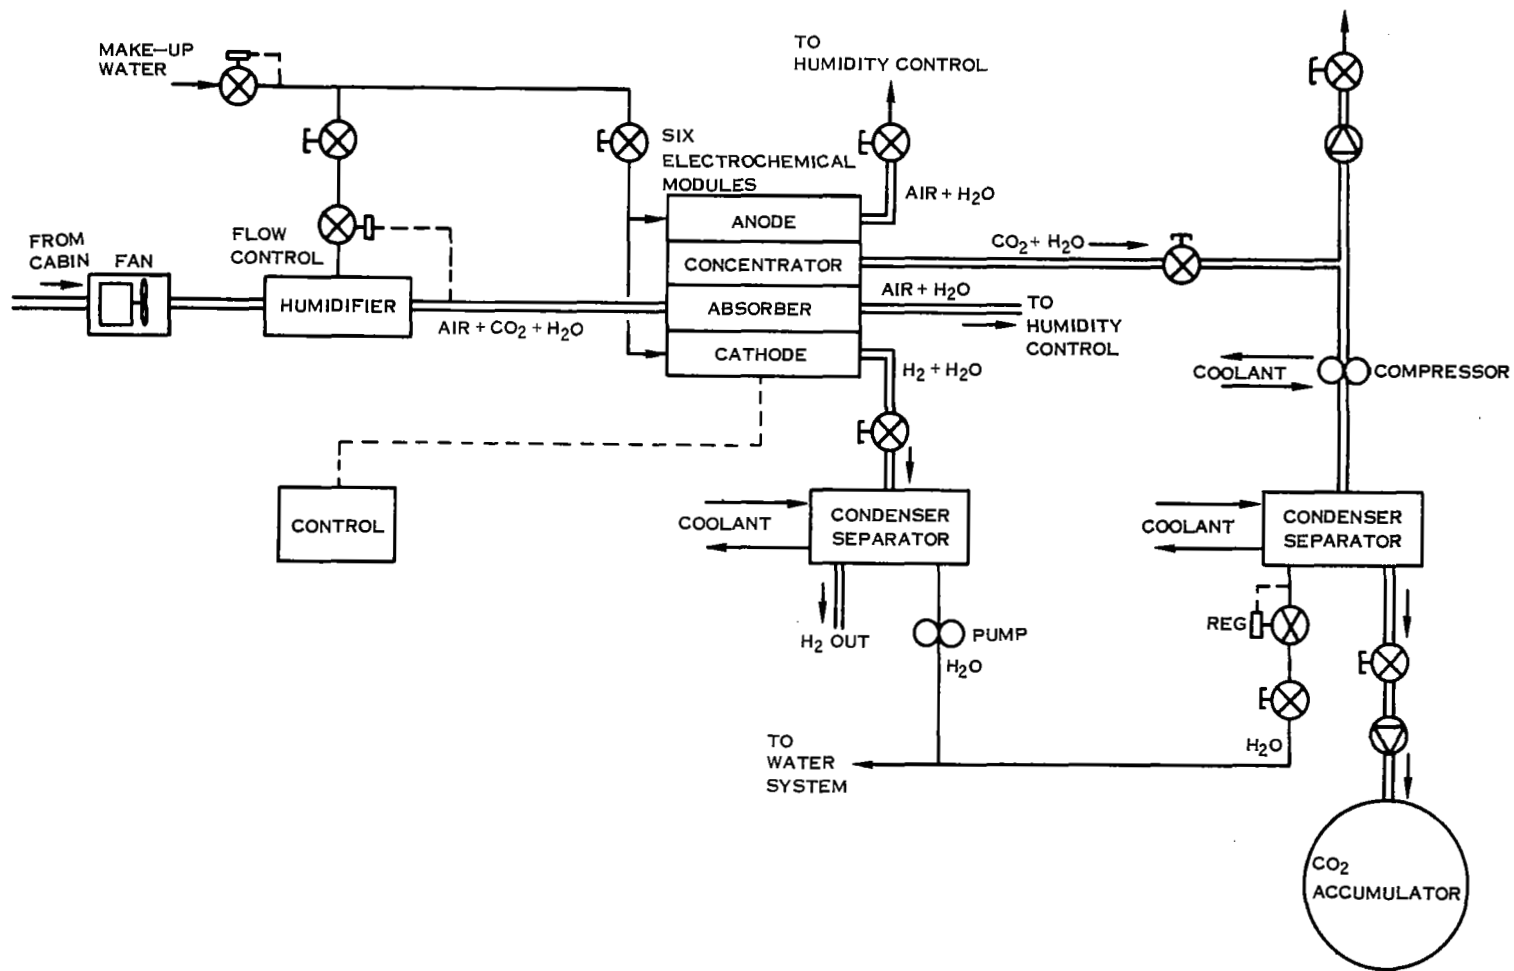 MAKE-UP
WATER
TO
HUMIDITY CONTROL
SIX
ELECTROCHEMICAL
MODULES
AIR + H2O
ANODE
FROM
CABIN
FAN
FLOW
CONTROL
CO2 + H2O
CONCENTRATOR
HUMIDIFIER
AIR + CO2 + H2O
ABSORBER
AIR + H2O
TO
HUMIDITY
CONTROL
CATHODE
H2 + H2O
COOLANT
COMPRESSOR
CONTROL
COOLANT
CONDENSER
SEPARATOR
COOLANT
CONDENSER
SEPARATOR
H2 OUT
PUMP
H2O
REG
H2O
TO
WATER
SYSTEM
CO2
ACCUMULATOR